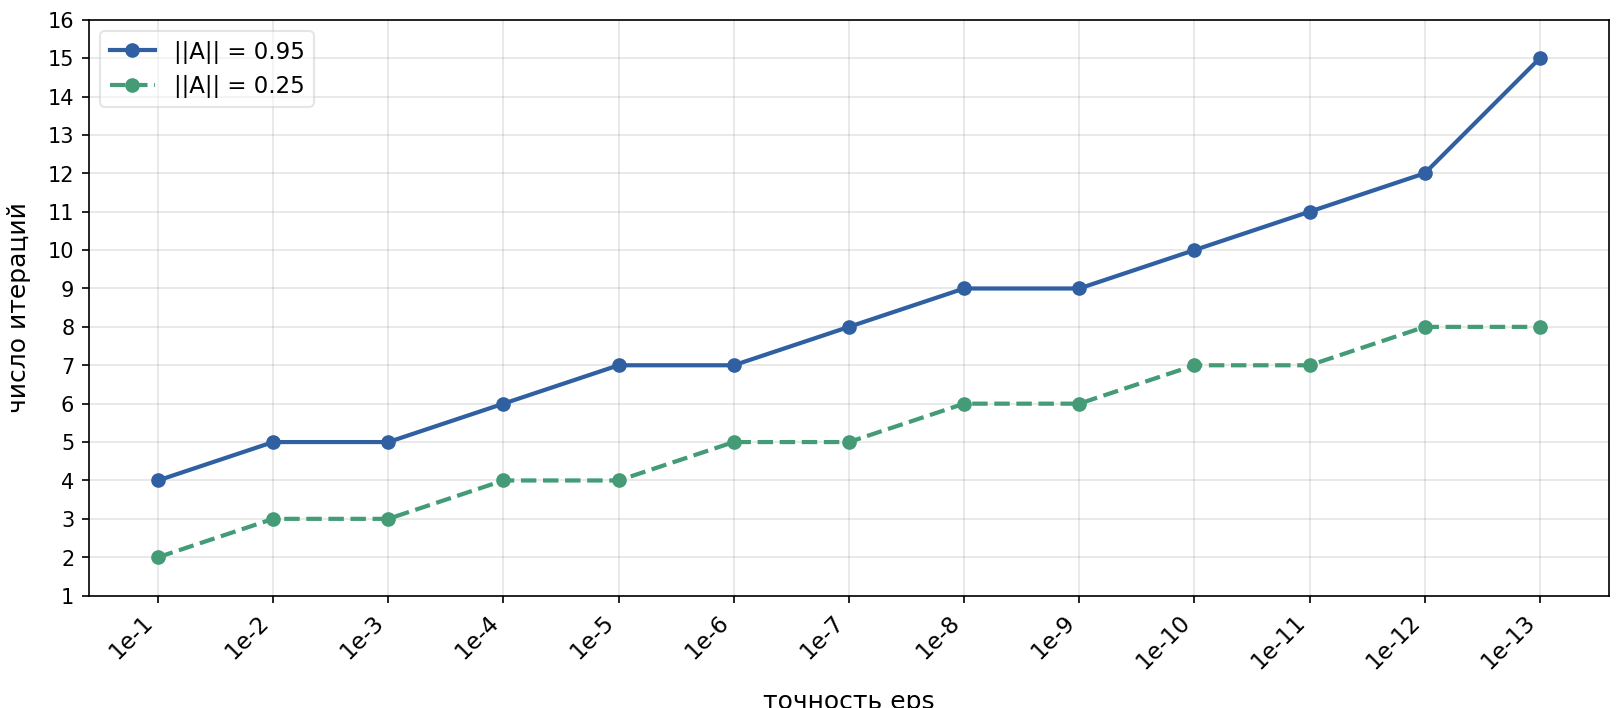 ||A|| = 0.95
||A|| = 0.25
число итераций
16
15
14
13
12
11
10
9
8
7
6
5
4
3
2
1
1e-1
1e-2
1e-3
1e-4
1e-5
1e-6
1e-7
1e-8
1e-9
1e-10
1e-11
1e-12
1e-13
точность eps